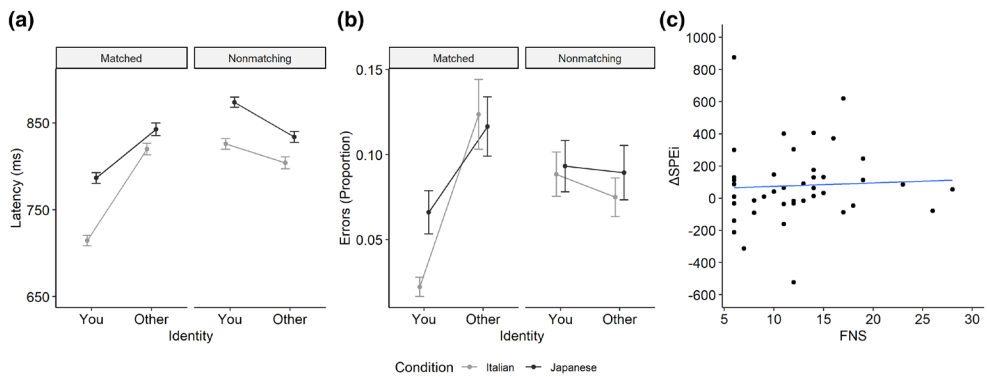 (a)
Matched Nonmatching
Latency (ms)
850
750
650
You Other You Other
Identity
(b)
Matched Nonmatching
Errors (Proportion)
0.15
0.10
0.05
You Other You Other
Identity
(c)
ΔSPEi
1000
800
600
400
200
0
-200
-400
-600
5 10 15 20 25 30
FNS
Condition Italian Japanese